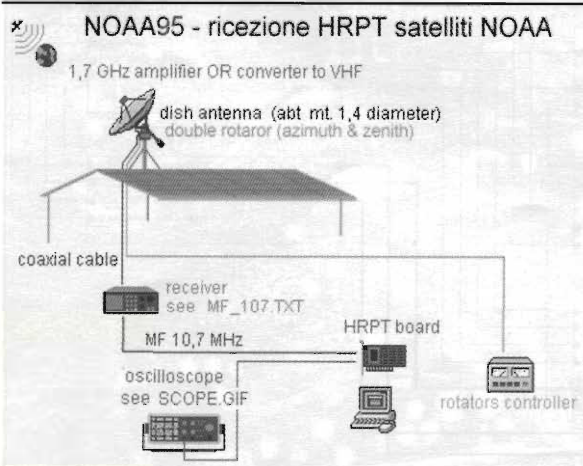 NOAA95 - ricezione HRPT satelliti NOAA
1,7 GHz amplifier OR converter to VHF
dish antenna (abt mt. 1,4 diameter)
double rotaror (azimuth & zenith)
coaxial cable
receiver
see MF_107.TXT
MF 10,7 MHz
HRPT board
oscilloscope
see SCOPE.GIF
rotators controller